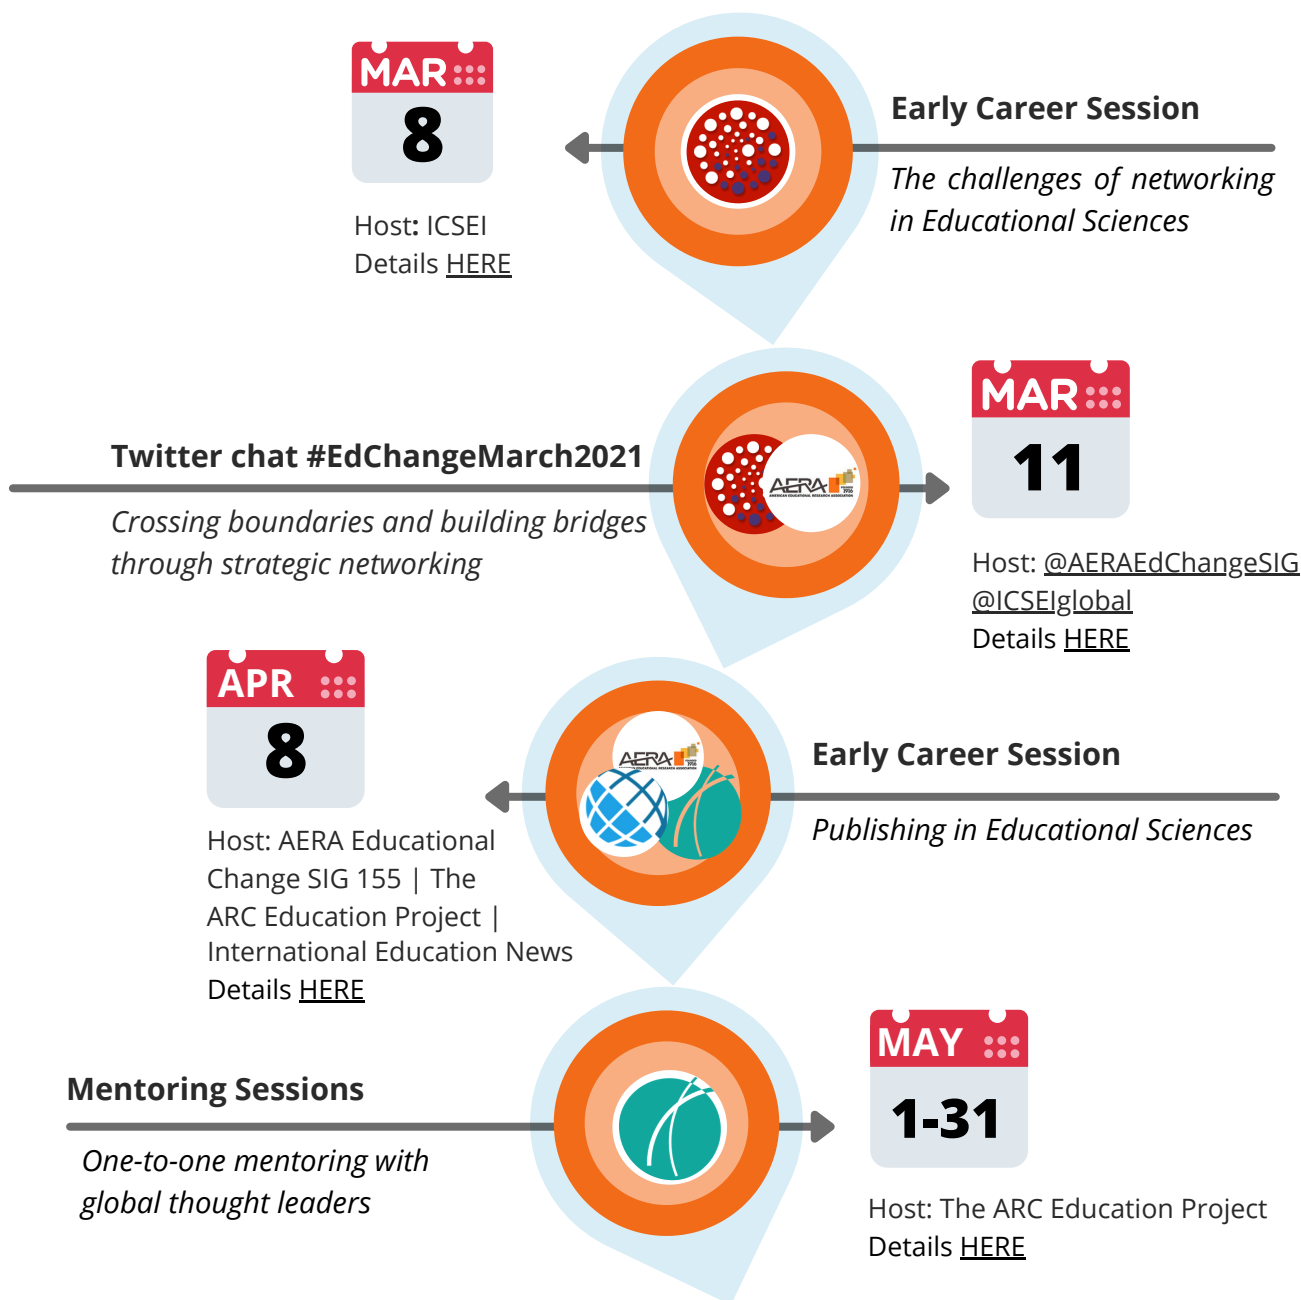 MAR
8
Host: ICSEI
Details HERE
Early Career Session
The challenges of networking
in Educational Sciences
Twitter chat #EdChangeMarch2021
Crossing boundaries and building bridges
through strategic networking
AERA
AMERICAN EDUCATIONAL RESEARCH ASSOCIATION
MAR
11
Host: @AERAEdChangeSIG
@ICSEIglobal
Details HERE
APR
8
Host: AERA Educational
Change SIG 155 | The
ARC Education Project |
International Education News
Details HERE
AERA
Early Career Session
Publishing in Educational Sciences
Mentoring Sessions
One-to-one mentoring with
global thought leaders
MAY
1-31
Host: The ARC Education Project
Details HERE